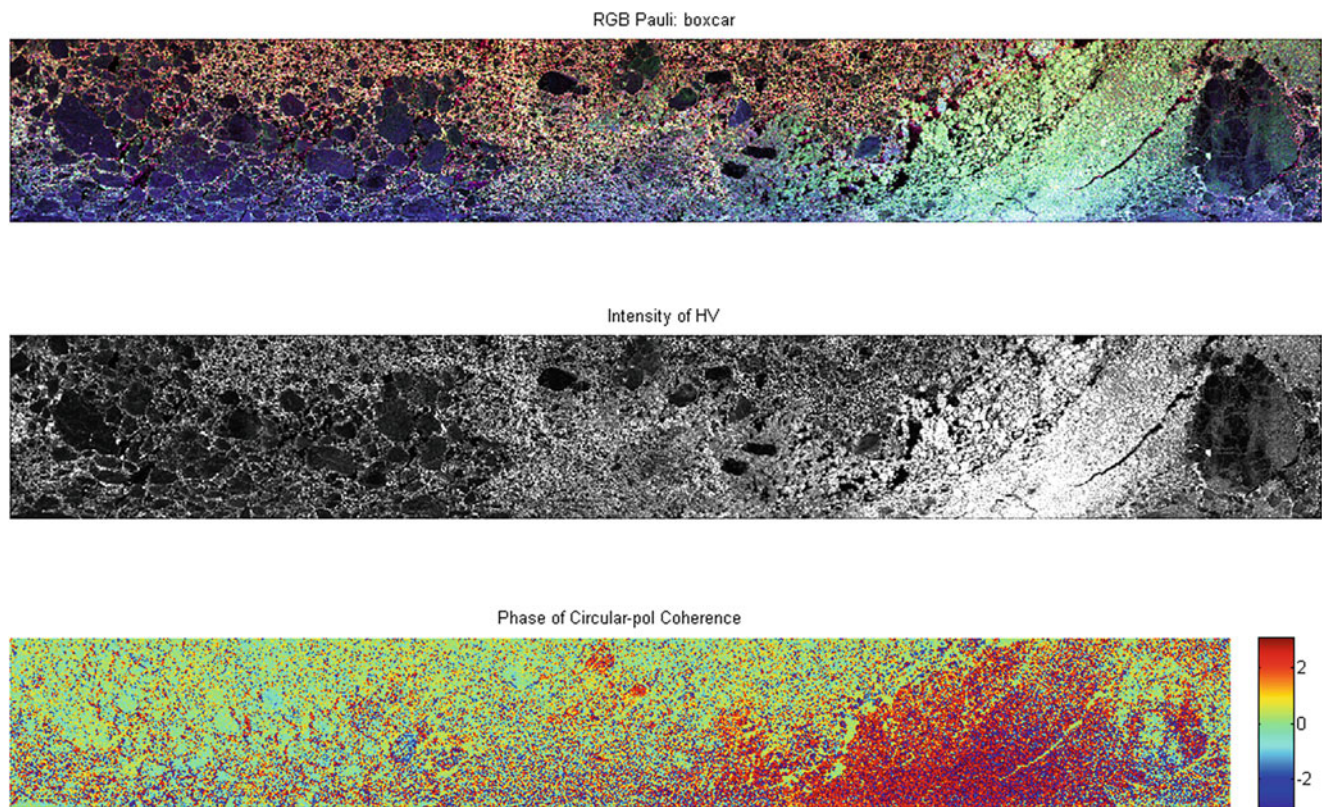 RGB Pauli: boxcar
Intensity of HV
Phase of Circular-pol Coherence
2
0
-2